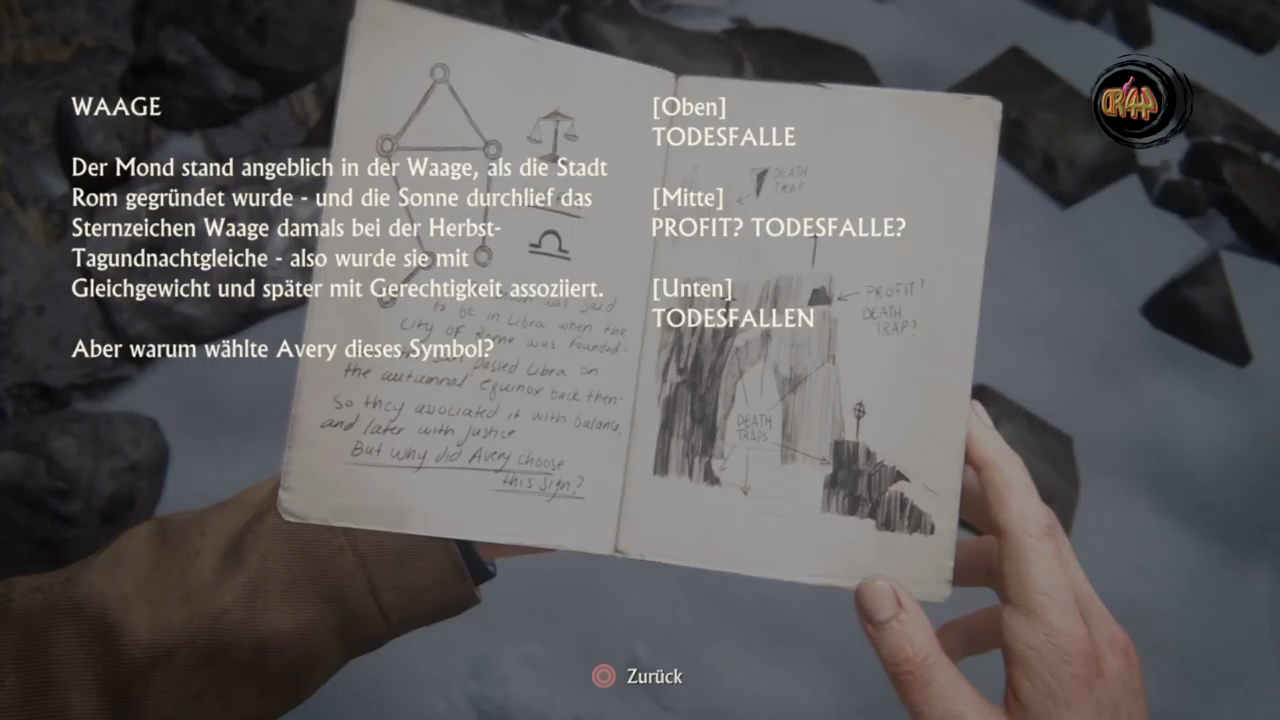 WAAGE
Der Mond stand angeblich in der Waage, als die Stadt
Rom gegründet wurde - und die Sonne durchlief das
Sternzeichen Waage damals bei der Herbst-
Tagundnachtgleiche - also wurde sie mit
Gleichgewicht und später mit Gerechtigkeit assoziiert.
Aber warum wählte Avery dieses Symbol?
[Oben]
TODESFALLE
[Mitte]
PROFIT? TODESFALLE?
[Unten]
TODESFALLEN
to be in Libra when the
City of Rome was founded-
passed Libra on
the autumnal equinox back then-
So they associated it with balance,
and later with justice.
But why did Avery choose
this sign?
DEATH
TRAP
PROFIT?
DEATH
TRAP?
DEATH
TRAPS
Zurück